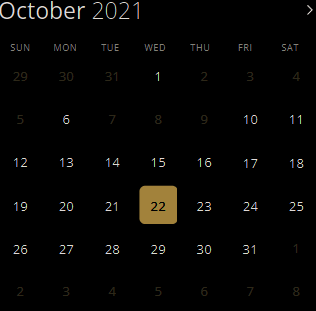 October 2021 >
SUN MON TUE WED THU FRI SAT
29 30 31 1 2 3 4
5 6 7 8 9 10 11
12 13 14 15 16 17 18
19 20 21 22 23 24 25
26 27 28 29 30 31 1
2 3 4 5 6 7 8